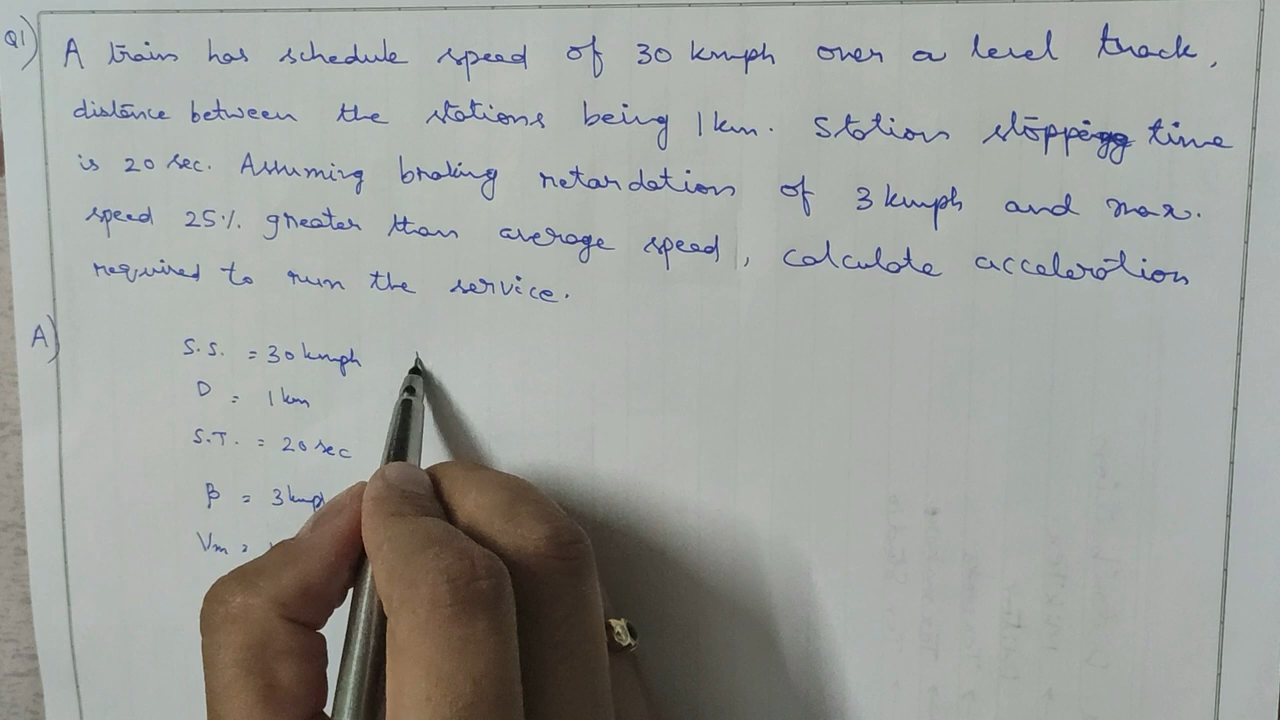 Q1) A train has schedule speed of 30 kmph over a level track,
distance between the stations being 1km. Station stopping time
is 20 sec. Assuming braking retardation of 3 kmph and max.
speed 25% greater than average speed, calculate acceleration
required to run the service.
A)
S.S. = 30 kmph
D = 1 km
S.T. = 20 sec
β = 3
Vm =